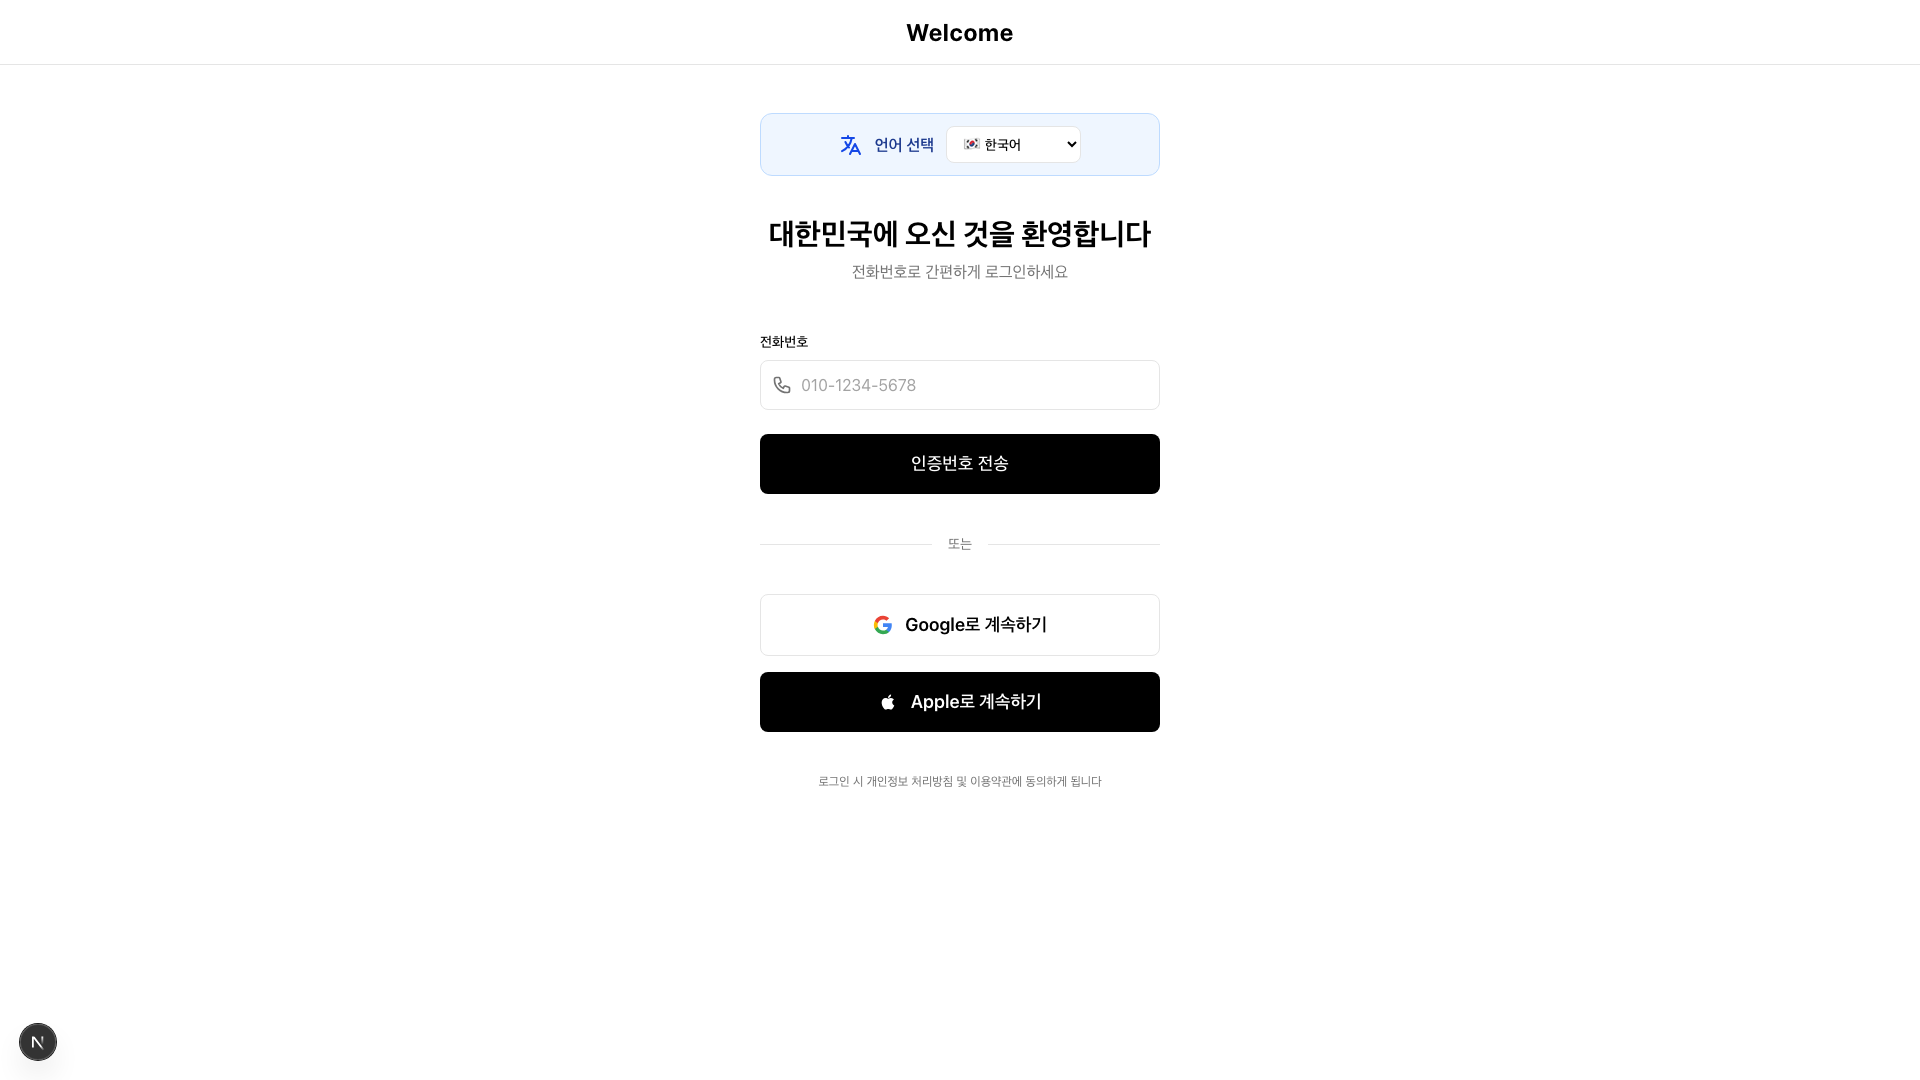 Welcome
언어 선택
🇰🇷 한국어
대한민국에 오신 것을 환영합니다
전화번호로 간편하게 로그인하세요
전화번호
010-1234-5678
인증번호 전송
또는
Google로 계속하기
Apple로 계속하기
로그인 시 개인정보 처리방침 및 이용약관에 동의하게 됩니다
N